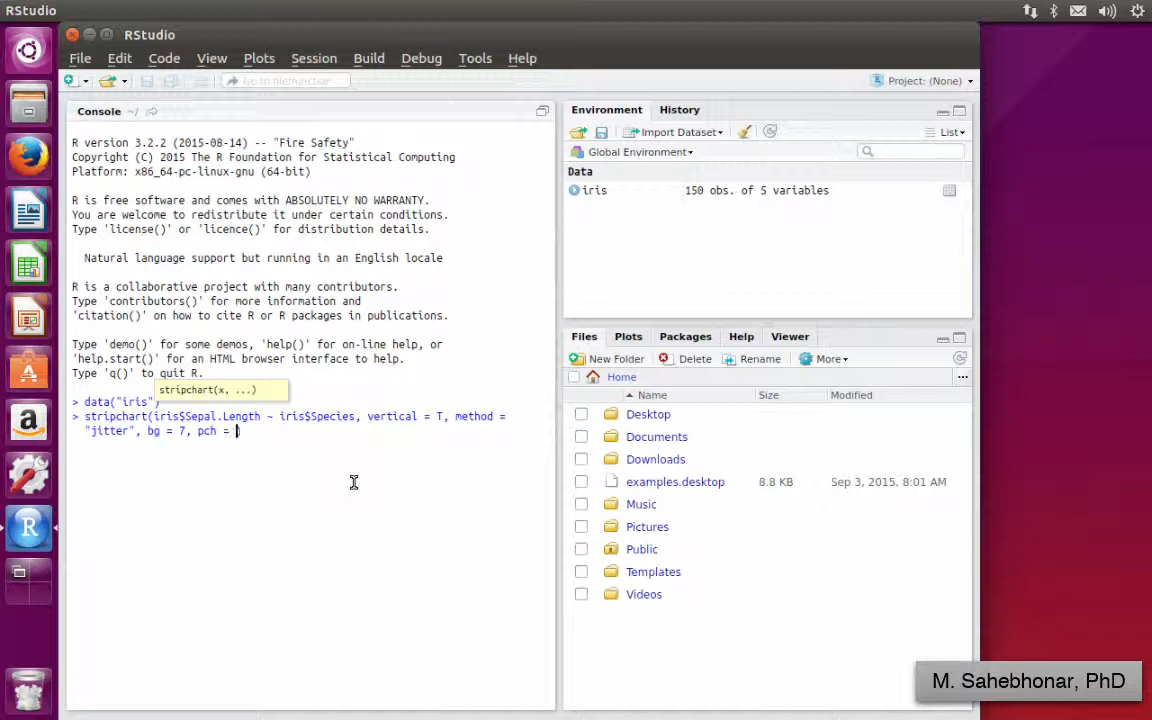 RStudio
RStudio
File Edit Code View Plots Session Build Debug Tools Help
Go to file/function
Project: (None)
Console ~/
R version 3.2.2 (2015-08-14) -- "Fire Safety"
Copyright (C) 2015 The R Foundation for Statistical Computing
Platform: x86_64-pc-linux-gnu (64-bit)
R is free software and comes with ABSOLUTELY NO WARRANTY.
You are welcome to redistribute it under certain conditions.
Type 'license()' or 'licence()' for distribution details.
Natural language support but running in an English locale
R is a collaborative project with many contributors.
Type 'contributors()' for more information and
'citation()' on how to cite R or R packages in publications.
Type 'demo()' for some demos, 'help()' for on-line help, or
'help.start()' for an HTML browser interface to help.
Type 'q()' to quit R.
stripchart(x, ...)
> data("iris")
> stripchart(iris$Sepal.Length ~ iris$Species, vertical = T, method =
"jitter", bg = 7, pch = )
Environment History
Import Dataset List
Global Environment
Data
iris 150 obs. of 5 variables
Files Plots Packages Help Viewer
New Folder Delete Rename More
Home ...
Name Size Modified
Desktop
Documents
Downloads
examples.desktop 8.8 KB Sep 3, 2015, 8:01 AM
Music
Pictures
Public
Templates
Videos
M. Sahebhonar, PhD